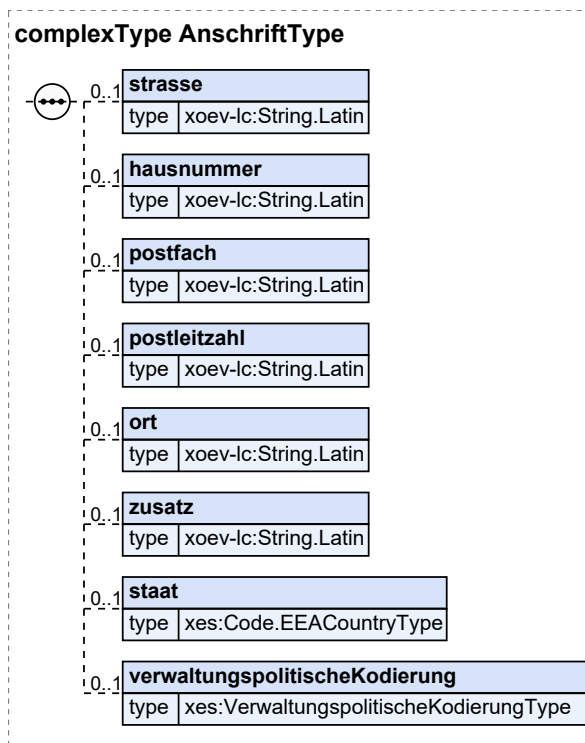 complexType AnschriftType
0..1 strasse
type xoev-lc:String.Latin
0..1 hausnummer
type xoev-lc:String.Latin
0..1 postfach
type xoev-lc:String.Latin
0..1 postleitzahl
type xoev-lc:String.Latin
0..1 ort
type xoev-lc:String.Latin
0..1 zusatz
type xoev-lc:String.Latin
0..1 staat
type xes:Code.EEACountryType
0..1 verwaltungspolitischeKodierung
type xes:VerwaltungspolitischeKodierungType